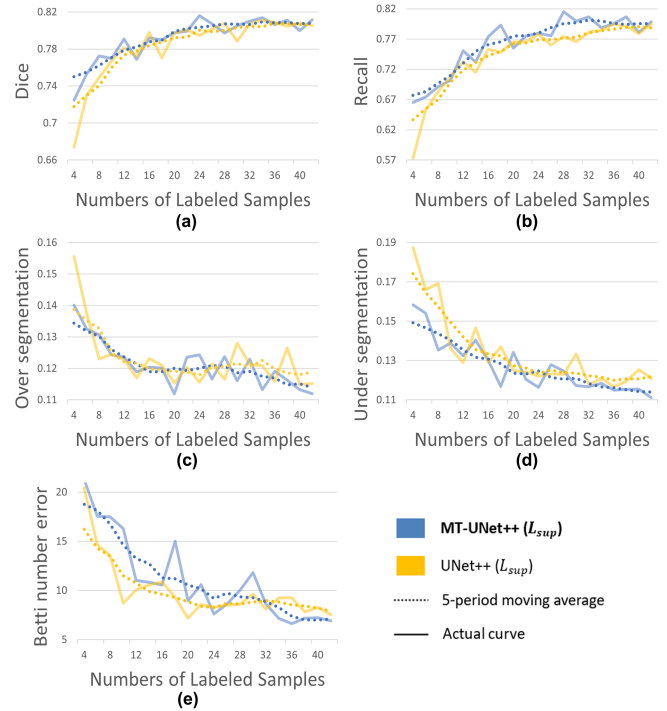 0.82
0.78
0.74
0.7
0.66
Dice
4 8 12 16 20 24 28 32 36 40
Numbers of Labeled Samples
(a)
0.82
0.77
0.72
0.67
0.62
0.57
Recall
4 8 12 16 20 24 28 32 36 40
Numbers of Labeled Samples
(b)
0.16
0.15
0.14
0.13
0.12
0.11
Over segmentation
4 8 12 16 20 24 28 32 36 40
Numbers of Labeled Samples
(c)
0.19
0.17
0.15
0.13
0.11
Under segmentation
4 8 12 16 20 24 28 32 36 40
Numbers of Labeled Samples
(d)
20
15
10
5
Betti number error
4 8 12 16 20 24 28 32 36 40
Numbers of Labeled Samples
(e)
MT-UNet++ (L_sup)
UNet++ (L_sup)
5-period moving average
Actual curve